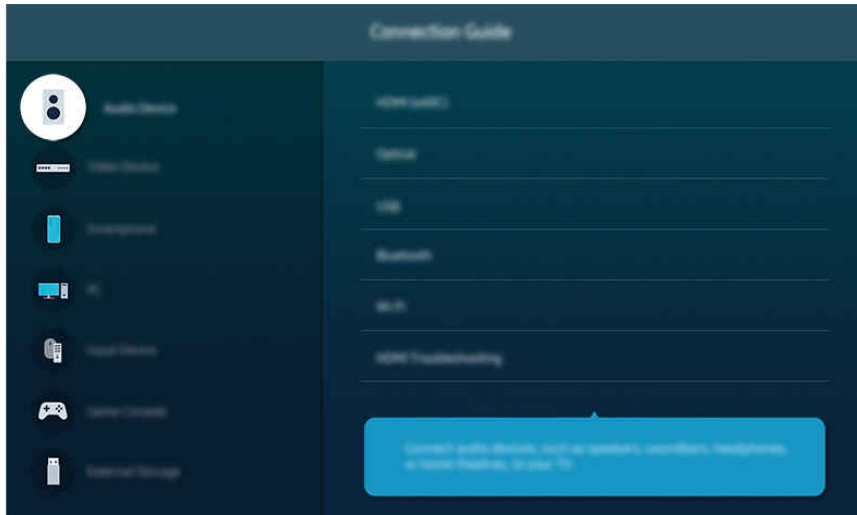 Connection Guide
Audio Device
Video Device
Smartphone
PC
Input Device
Game Console
External Storage
HDMI (eARC)
Optical
USB
Bluetooth
Wi-Fi
HDMI Troubleshooting
Connect audio devices, such as speakers, soundbars, headphones,
or home theatres, to your TV.